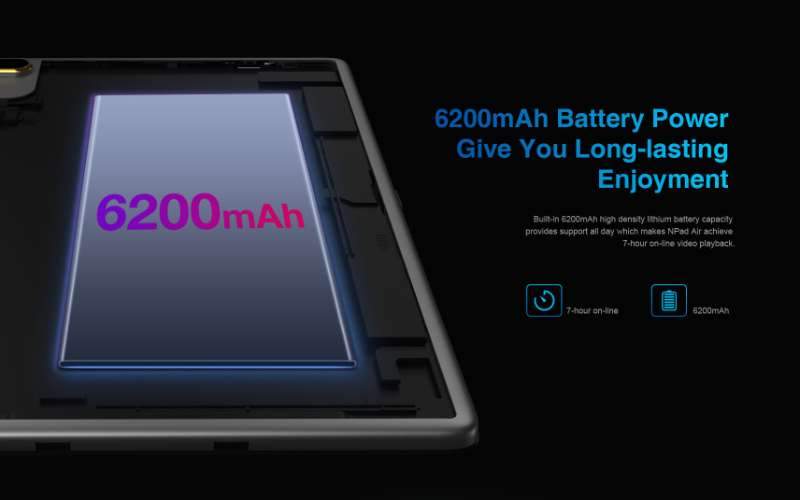 6200mAh
6200mAh Battery Power
Give You Long-lasting
Enjoyment
Built-in 6200mAh high density lithium battery capacity
provides support all day which makes NPad Air achieve
7-hour on-line video playback.
7-hour on-line
6200mAh